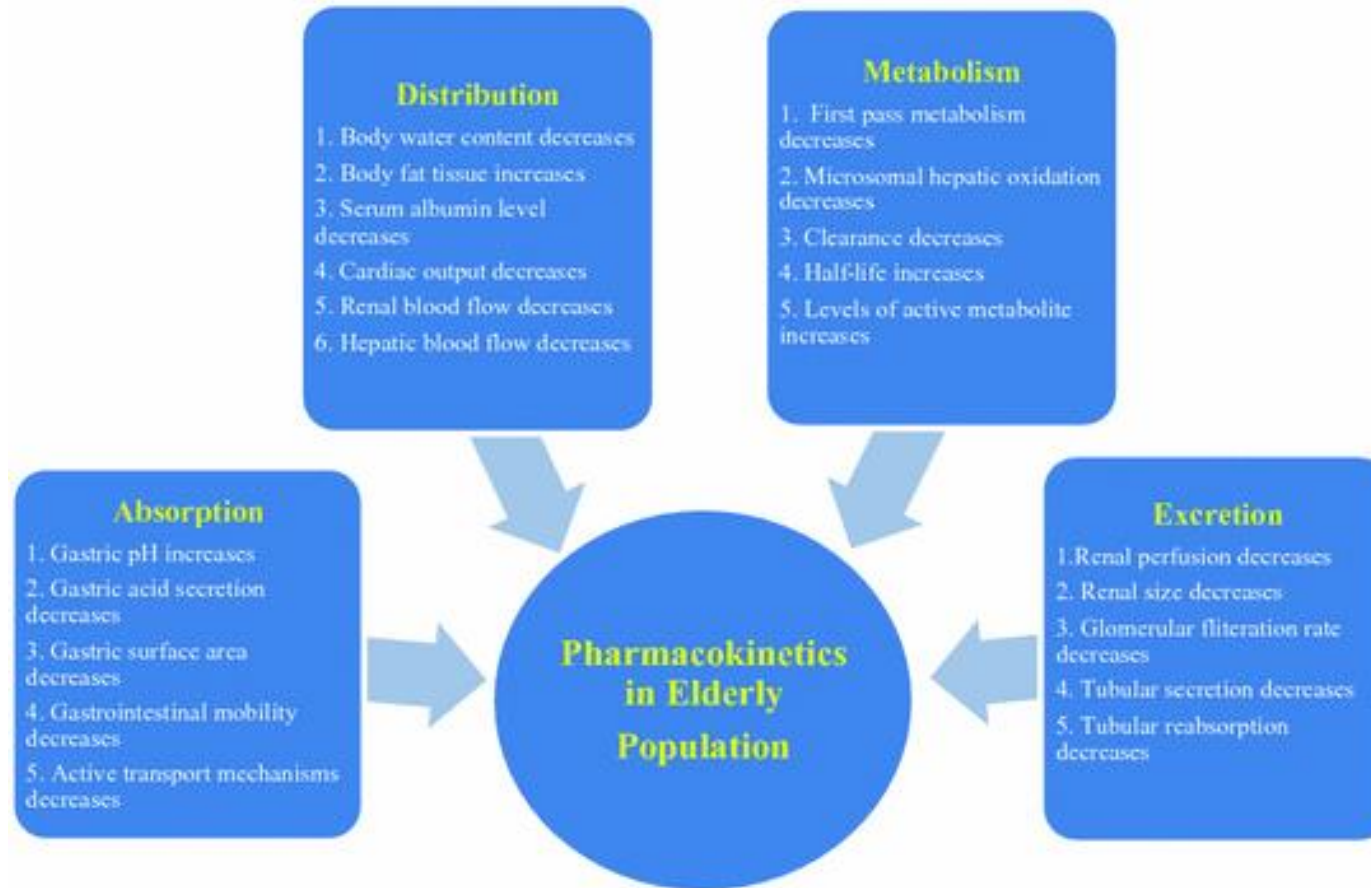 Distribution
1. Body water content decreases
2. Body fat tissue increases
3. Serum albumin level
decreases
4. Cardiac output decreases
5. Renal blood flow decreases
6. Hepatic blood flow decreases
Metabolism
1. First pass metabolism
decreases
2. Microsomal hepatic oxidation
decreases
3. Clearance decreases
4. Half-life increases
5. Levels of active metabolite
increases
Absorption
1. Gastric pH increases
2. Gastric acid secretion
decreases
3. Gastric surface area
decreases
4. Gastrointestinal mobility
decreases
5. Active transport mechanisms
decreases
Pharmacokinetics
in Elderly
Population
Excretion
1.Renal perfusion decreases
2. Renal size decreases
3. Glomerular fliteration rate
decreases
4. Tubular secretion decreases
5. Tubular reabsorption
decreases